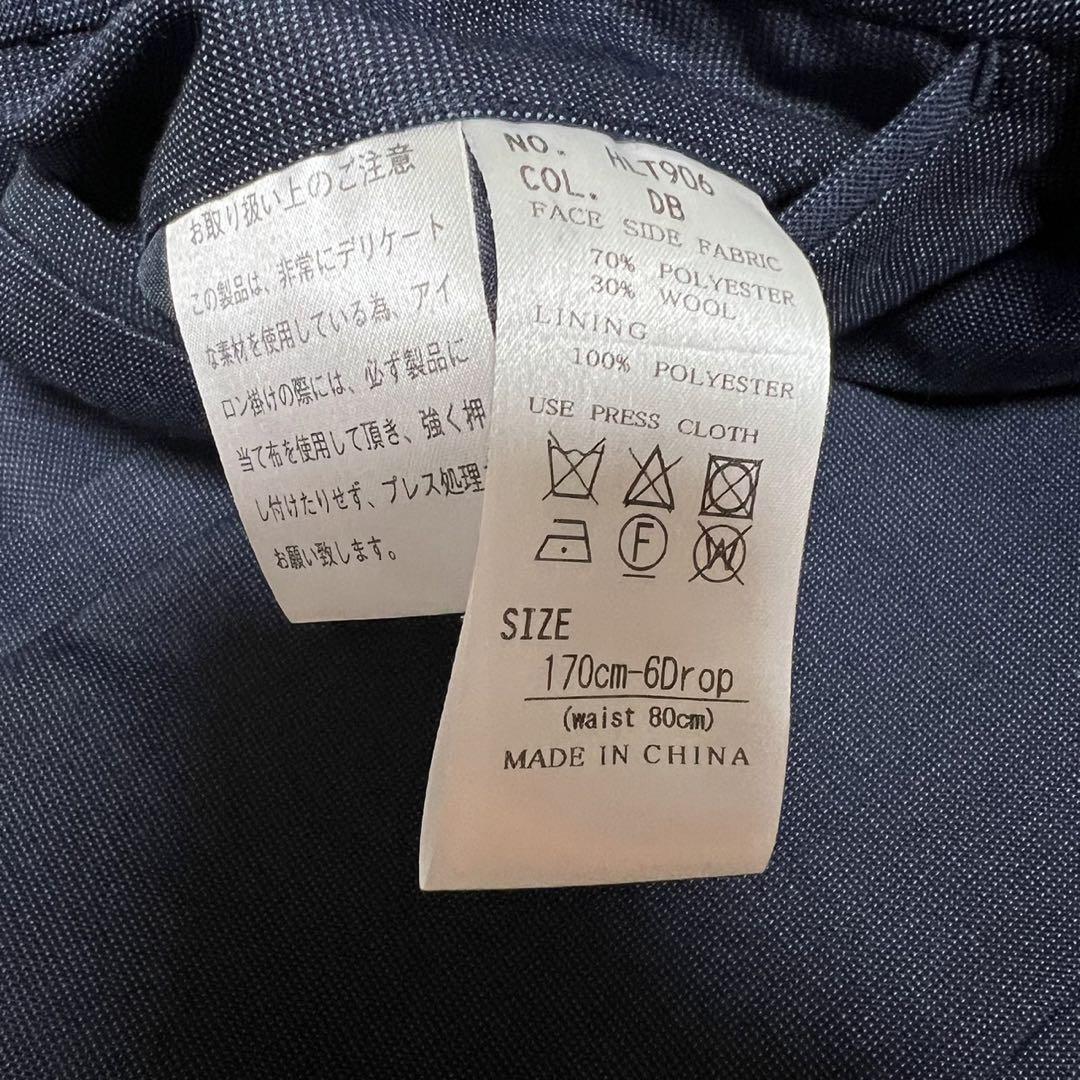 お取り扱い上のご注意
この製品は、非常にデリケート
な素材を使用している為、アイ
ロン掛けの際には、必ず製品に
当て布を使用して頂き、強く押
し付けたりせず、プレス処理
お願い致します。
NO. HLT906
COL. DB
FACE SIDE FABRIC
70% POLYESTER
30% WOOL
LINING
100% POLYESTER
USE PRESS CLOTH
F W
SIZE
170cm-6Drop
(waist 80cm)
MADE IN CHINA